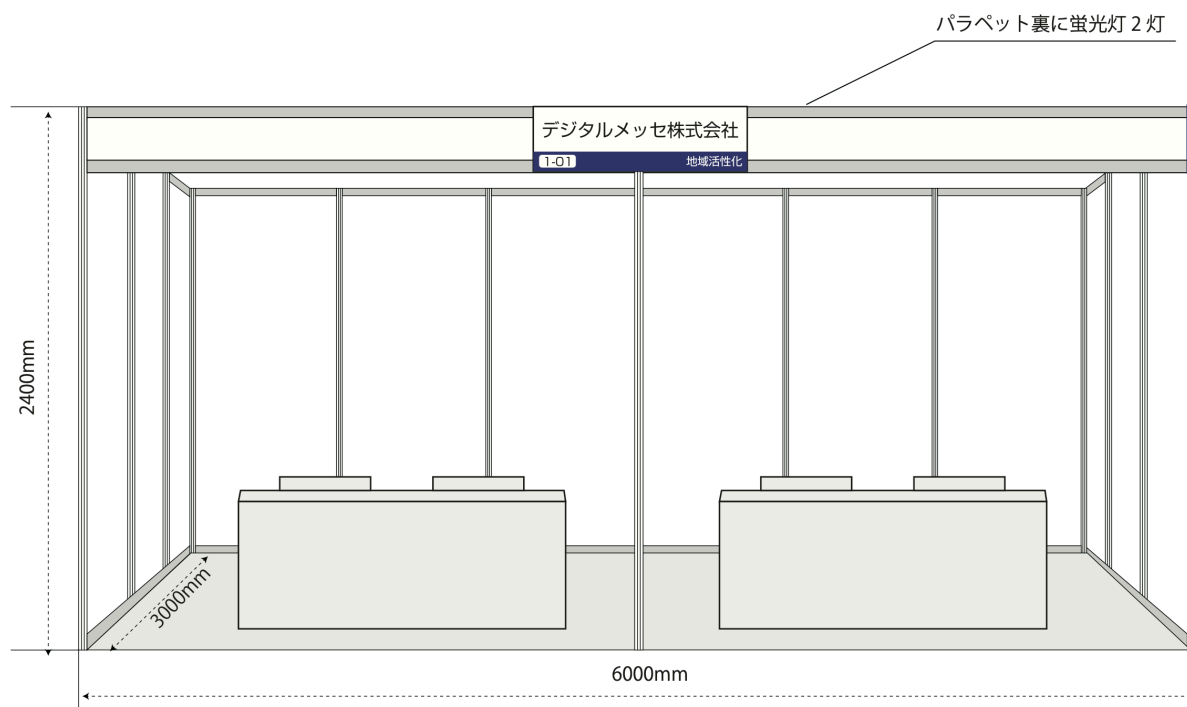 パラペット裏に蛍光灯 2 灯
デジタルメッセ株式会社
1-01 地域活性化
2400mm
3000mm
6000mm